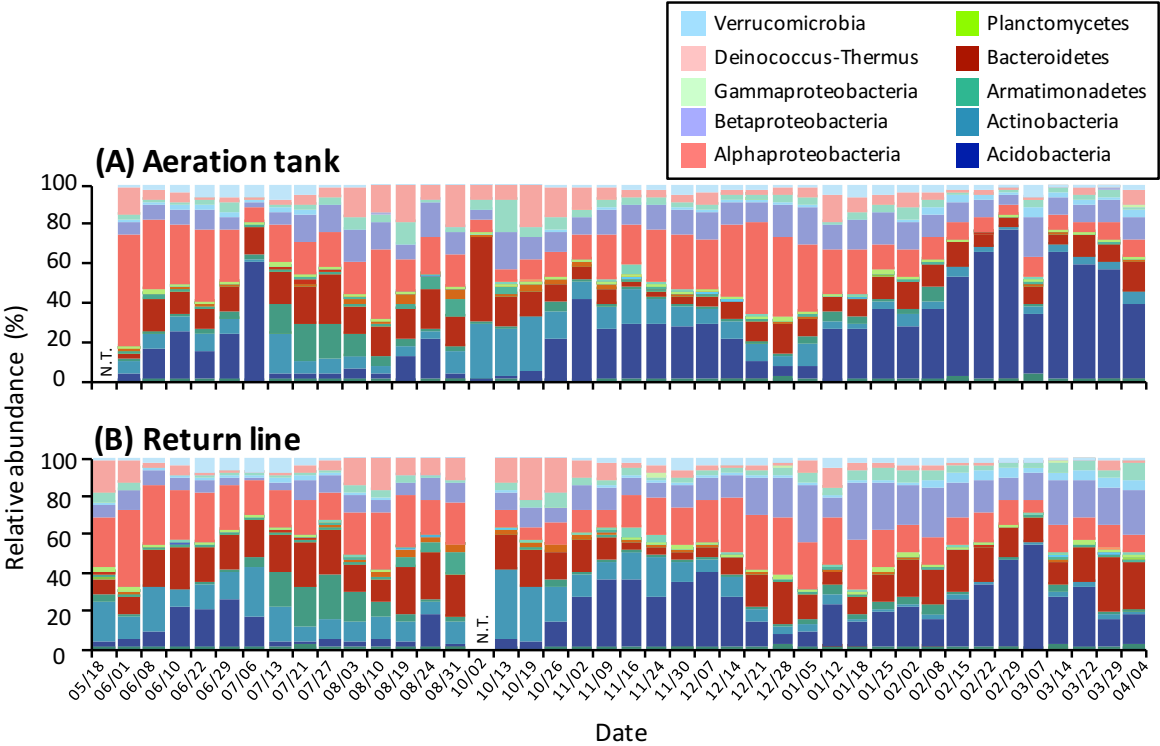 Verrucomicrobia Planctomycetes
Deinococcus-Thermus Bacteroidetes
Gammaproteobacteria Armatimonadetes
Betaproteobacteria Actinobacteria
Alphaproteobacteria Acidobacteria
(A) Aeration tank
100
80
60
40
20
0
N.T.
Relative abundance (%)
(B) Return line
100
80
60
40
20
0
N.T.
05/18 06/01 06/08 06/10 06/22 06/29 07/06 07/13 07/21 07/27 08/03 08/10 08/19 08/24 08/31 10/02 10/13 10/19 10/26 11/02 11/09 11/16 11/24 11/30 12/07 12/14 12/21 12/28 01/05 01/12 01/18 01/25 02/02 02/08 02/15 02/22 02/29 03/07 03/14 03/22 03/29 04/04
Date